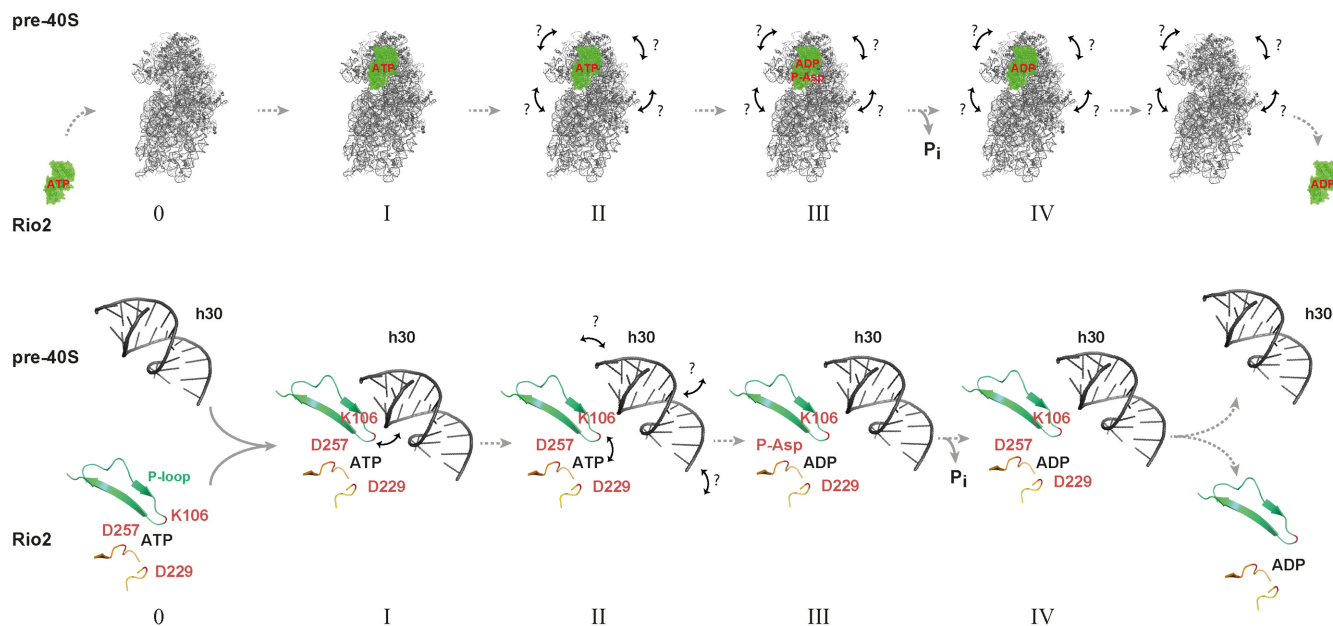 pre-40S
? ? ? ? ? ? ? ?
ATP ATP ADP ADP
P-Asp
? ? ? ? ? ? ? ?
Pi
ATP ADP
0 I II III IV
Rio2
h30
pre-40S
h30 ? h30 h30 h30 h30
?
K106 K106 K106 K106
D257 D257 P-Asp D257
ATP ATP ADP ADP
P-loop
D229 D229 ? D229 Pi D229
K106
D257
ATP
Rio2
D229
ADP
0 I II III IV